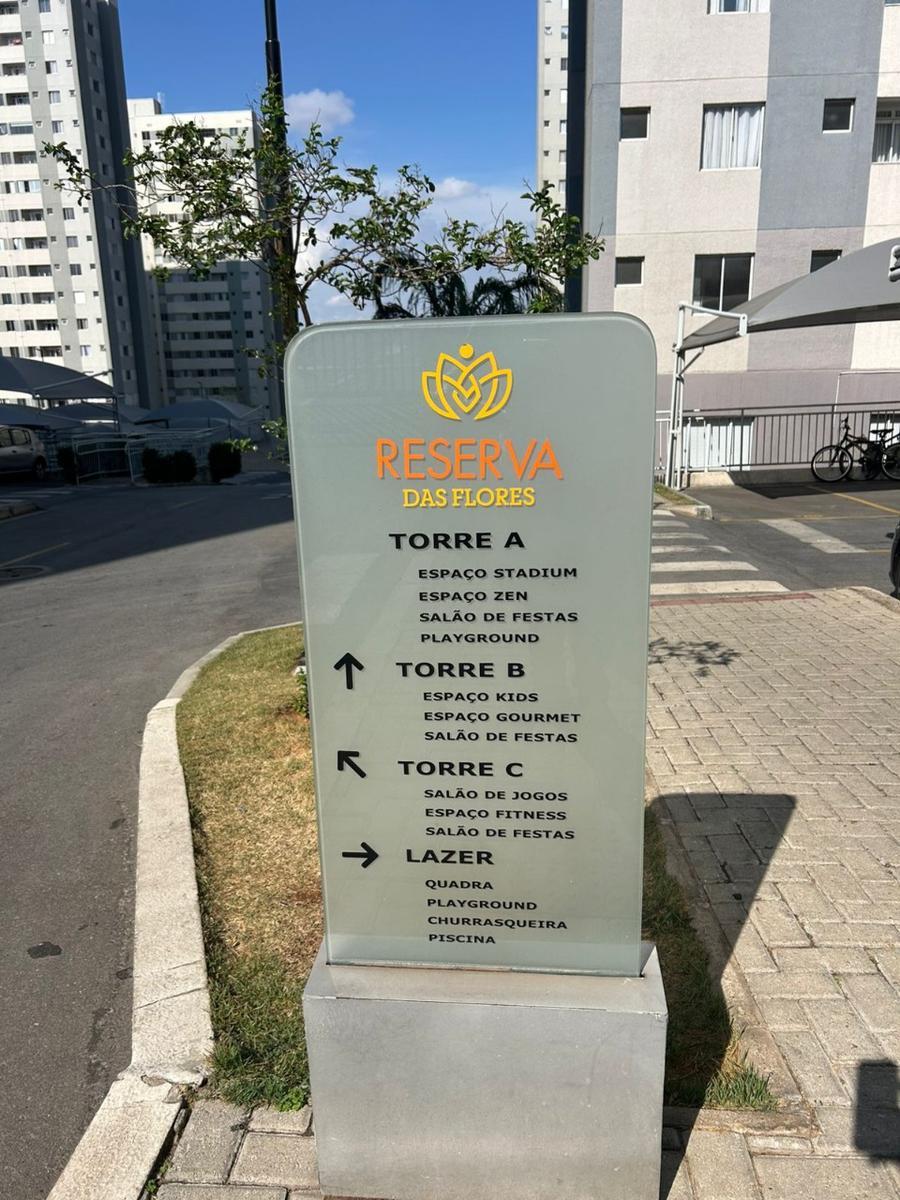 RESERVA
DAS FLORES
TORRE A
ESPAÇO STADIUM
ESPAÇO ZEN
SALÃO DE FESTAS
PLAYGROUND
↑ TORRE B
ESPAÇO KIDS
ESPAÇO GOURMET
SALÃO DE FESTAS
↖ TORRE C
SALÃO DE JOGOS
ESPAÇO FITNESS
SALÃO DE FESTAS
→ LAZER
QUADRA
PLAYGROUND
CHURRASQUEIRA
PISCINA